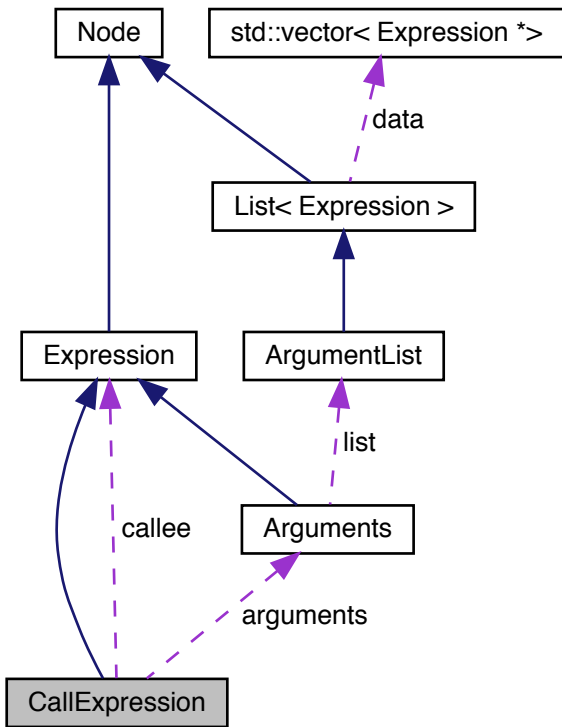 Node
std::vector< Expression *>
data
List< Expression >
Expression
ArgumentList
list
callee
Arguments
arguments
CallExpression